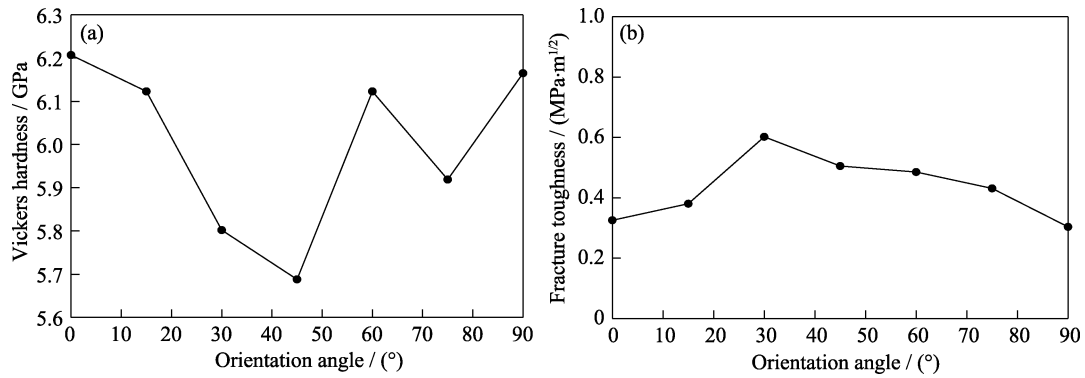 (a)
Vickers hardness / GPa
6.3
6.2
6.1
6.0
5.9
5.8
5.7
5.6
0 10 20 30 40 50 60 70 80 90
Orientation angle / (°)
(b)
Fracture toughness / (MPa·m1/2)
1.0
0.8
0.6
0.4
0.2
0
0 10 20 30 40 50 60 70 80 90
Orientation angle / (°)